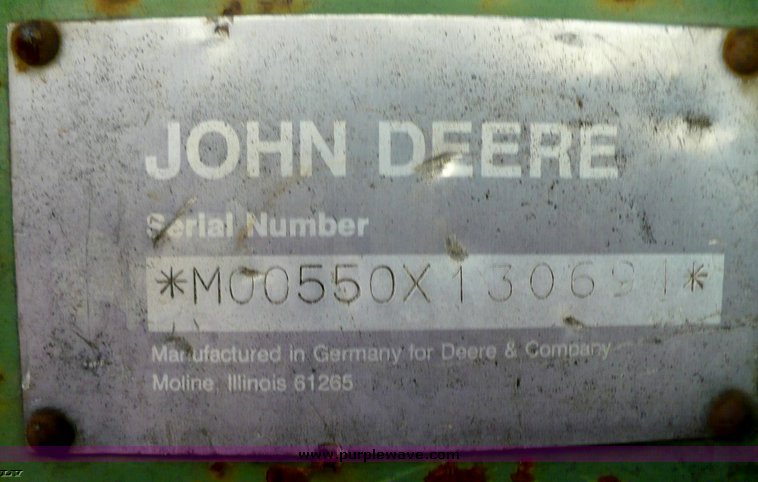 JOHN DEERE
Serial Number
*M00550X130691*
Manufactured in Germany for Deere & Company
Moline, Illinois 61265
www.purplewave.com